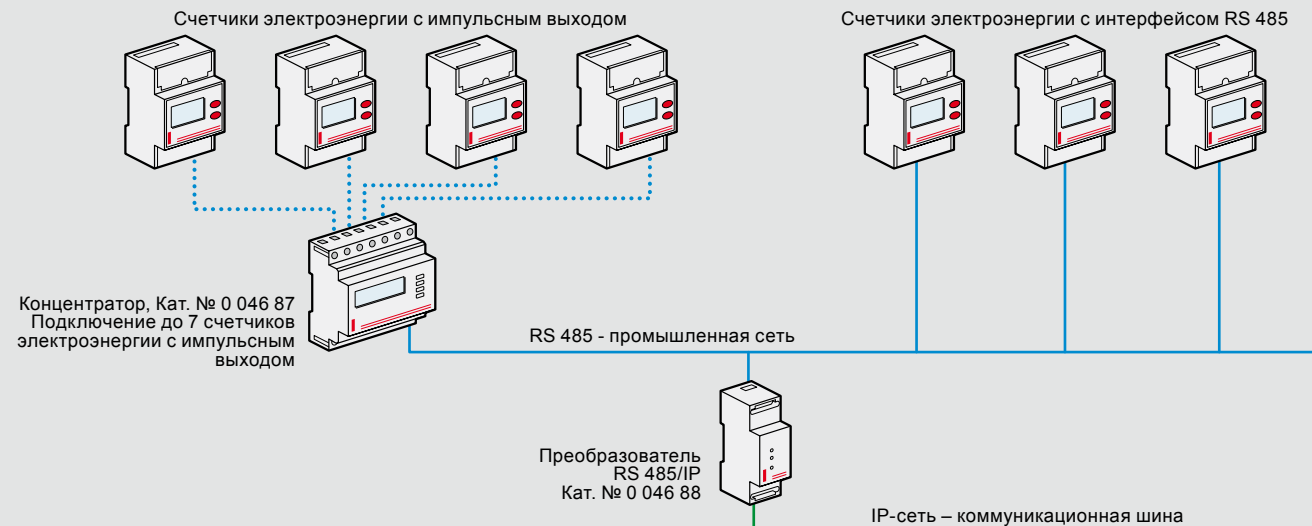 Счетчики электроэнергии с импульсным выходом
Счетчики электроэнергии с интерфейсом RS 485
Концентратор, Кат. № 0 046 87
Подключение до 7 счетчиков
электроэнергии с импульсным
выходом
RS 485 - промышленная сеть
Преобразователь
RS 485/IP
Кат. № 0 046 88
IP-сеть – коммуникационная шина